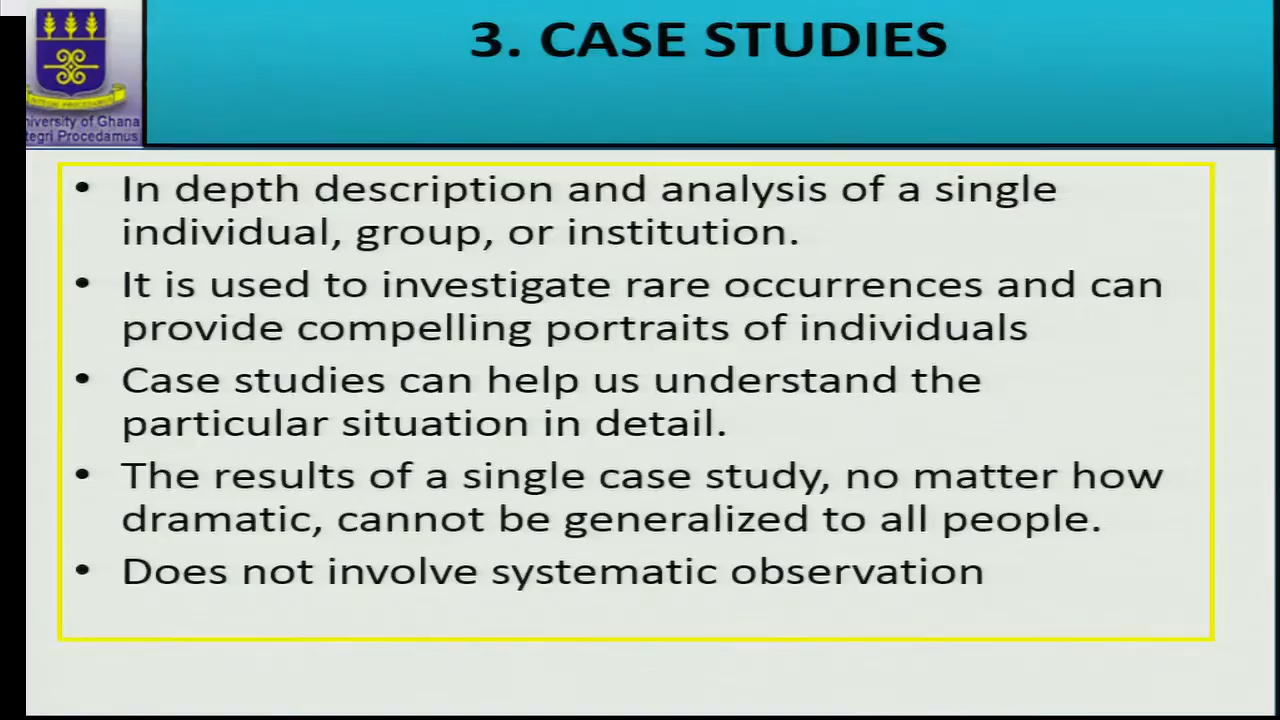 3. CASE STUDIES
INTEGRI PROCEDAMUS
niversity of Ghana
tegri Procedamus
• In depth description and analysis of a single
individual, group, or institution.
• It is used to investigate rare occurrences and can
provide compelling portraits of individuals
• Case studies can help us understand the
particular situation in detail.
• The results of a single case study, no matter how
dramatic, cannot be generalized to all people.
• Does not involve systematic observation